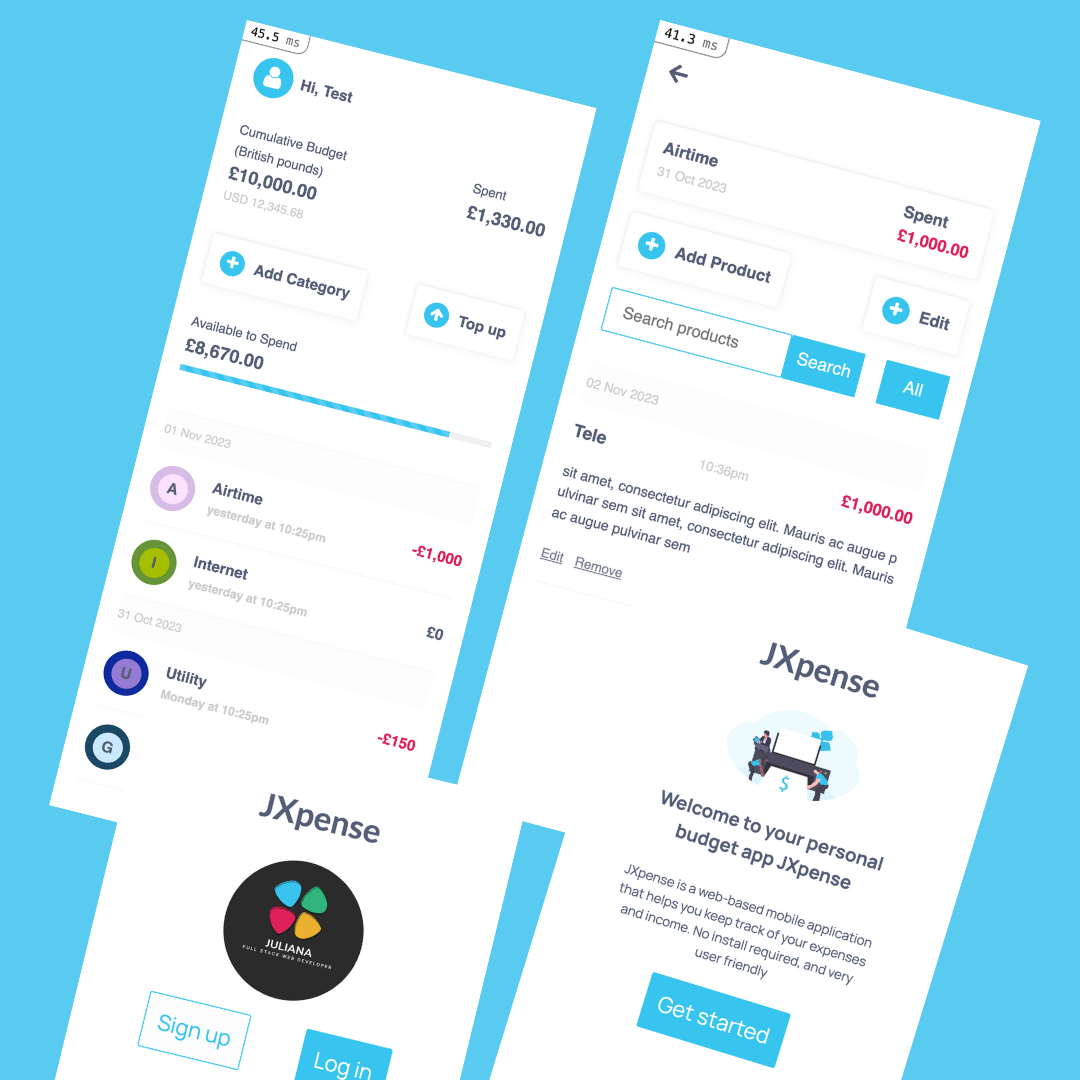 45.5 ms
Hi, Test
Cumulative Budget
(British pounds)
£10,000.00
USD 12,345.68
Spent
£1,330.00
Add Category
Top up
Available to Spend
£8,670.00
01 Nov 2023
A
Airtime
yesterday at 10:25pm
-£1,000
I
Internet
yesterday at 10:25pm
£0
31 Oct 2023
U
Utility
Monday at 10:25pm
-£150
G
41.3 ms
Airtime
31 Oct 2023
Spent
£1,000.00
Add Product
Edit
Search products
Search
All
02 Nov 2023
Tele
10:36pm
£1,000.00
sit amet, consectetur adipiscing elit. Mauris ac augue p
ulvinar sem sit amet, consectetur adipiscing elit. Mauris
ac augue pulvinar sem
Edit Remove
JXpense
JULIANA
FULL STACK WEB DEVELOPER
Sign up
Log in
JXpense
$
Welcome to your personal
budget app JXpense
JXpense is a web-based mobile application
that helps you keep track of your expenses
and income. No install required, and very
user friendly
Get started